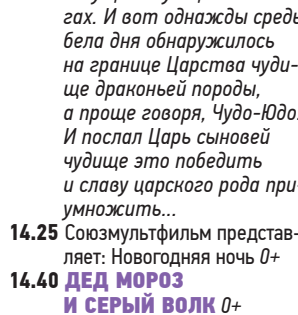 гах. И вот однажды средь
бела дня обнаружилось
на границе Царства чуди-
ще драконьей породы,
а проще говоря, Чудо-Юдо.
И послал Царь сыновей
чудище это победить
и славу царского рода при-
умножить...
14.25 Союзмультфильм представ-
ляет: Новогодняя ночь 0+
14.40 ДЕД МОРОЗ
И СЕРЫЙ ВОЛК 0+